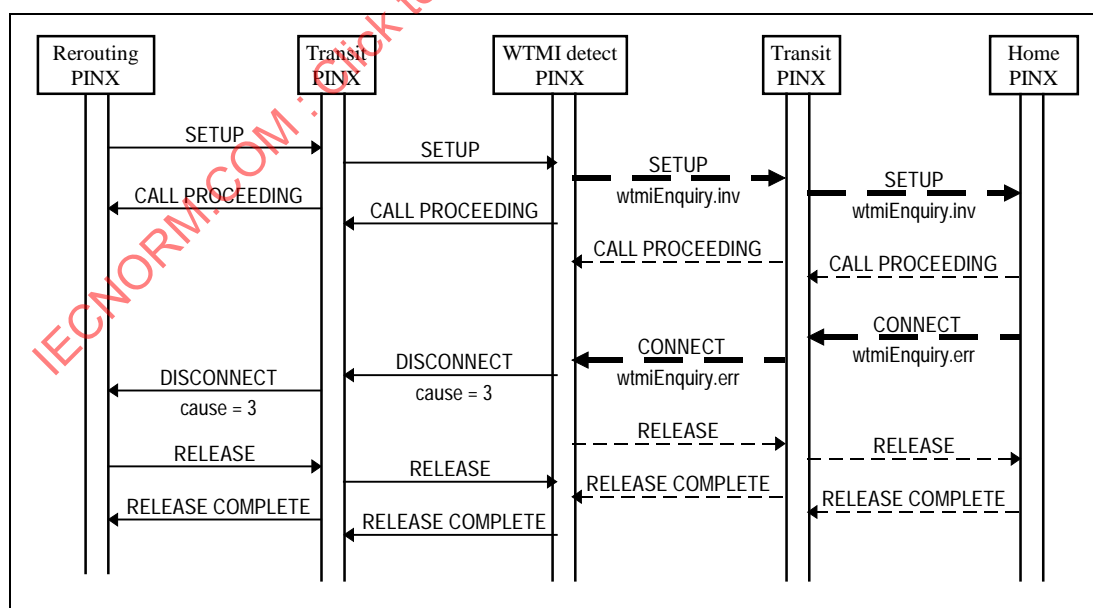 Rerouting
PINX
Transit
PINX
WTMI detect
PINX
Transit
PINX
Home
PINX
SETUP
SETUP
SETUP
wtmiEnquiry.inv
SETUP
wtmiEnquiry.inv
CALL PROCEEDING
CALL PROCEEDING
CALL PROCEEDING
CALL PROCEEDING
CONNECT
wtmiEnquiry.err
CONNECT
wtmiEnquiry.err
DISCONNECT
cause = 3
DISCONNECT
cause = 3
RELEASE
RELEASE
RELEASE
RELEASE
RELEASE COMPLETE
RELEASE COMPLETE
RELEASE COMPLETE
RELEASE COMPLETE
IECNORM.COM : Click to